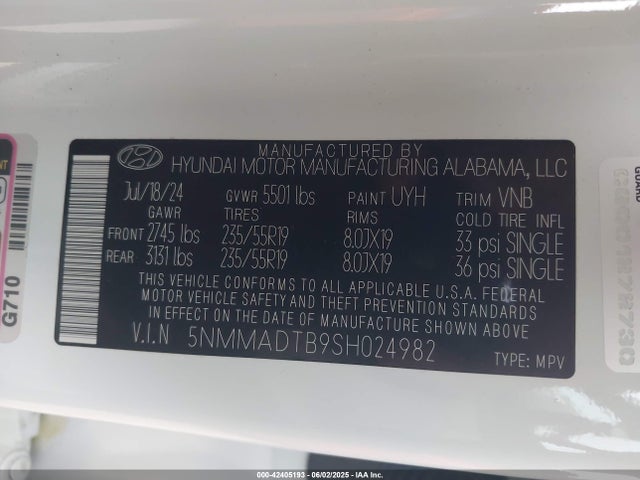 MANUFACTURED BY
HYUNDAI MOTOR MANUFACTURING ALABAMA, LLC
Jul/18/24 GVWR 5501 lbs PAINT UYH TRIM VNB
GAWR TIRES RIMS COLD TIRE INFL
FRONT 2745 lbs 235/55R19 8.0JX19 33 psi SINGLE
REAR 3131 lbs 235/55R19 8.0JX19 36 psi SINGLE
THIS VEHICLE CONFORMS TO ALL APPLICABLE U.S.A. FEDERAL
MOTOR VEHICLE SAFETY AND THEFT PREVENTION STANDARDS
IN EFFECT ON THE DATE OF MANUFACTURE SHOWN ABOVE.
V.I.N 5NMMADTB9SH024982
TYPE: MPV
G710
GUARD
000-42405193 - 06/02/2025 - IAA Inc.